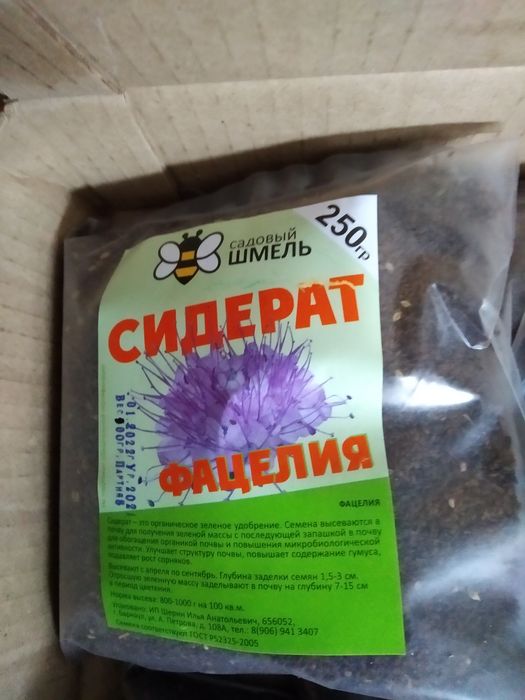 садовый
ШМЕЛЬ
250гр
СИДЕРАТ
ФАЦЕЛИЯ
ФАЦЕЛИЯ
Сидерат – это органическое зеленое удобрение. Семена высеваются в
почву для получения зеленой массы с последующей запашкой в почву
для обогащения органикой почвы и повышения микробиологической
активности. Улучшает структуру почвы, повышает содержание гумуса,
подавляет рост сорняков.
Высевают с апреля по сентябрь. Глубина заделки семян 1,5-3 см.
Отросшую зеленную массу заделывают в почву на глубину 7-15 см
в период цветения.
Норма высева: 800-1000 г на 100 кв.м.
Упаковано: ИП Шерин Илья Анатольевич, 656052,
г. Барнаул, ул. А. Петрова, д. 108А, тел.: 8(906) 941 3407
Семена соответствуют ГОСТ Р52325-2005